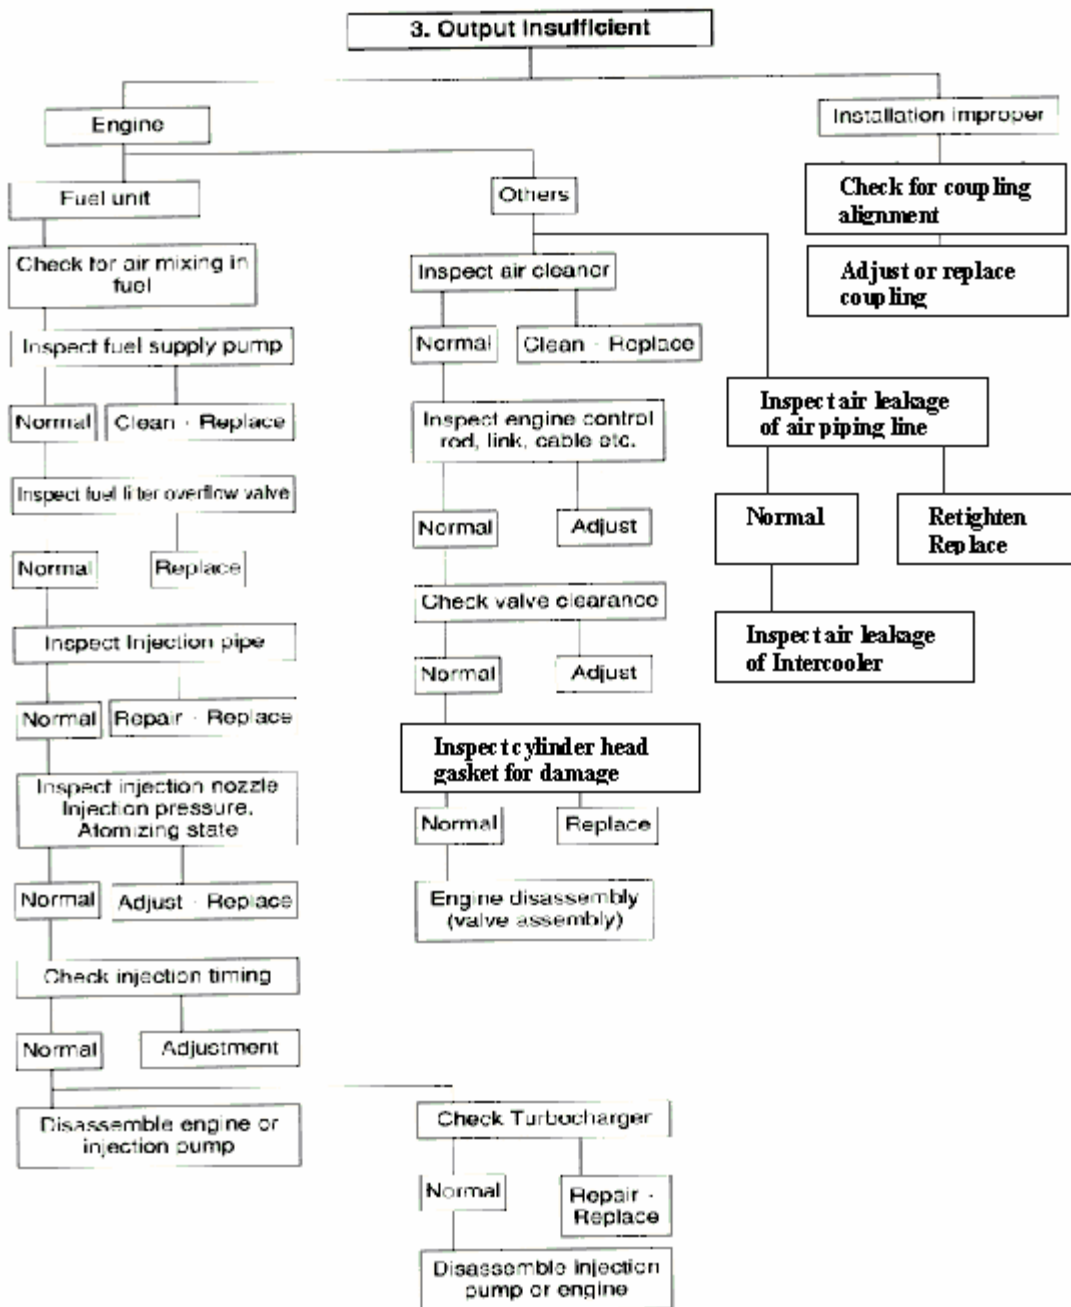 3. Output Insufficient
Engine
Installation improper
Fuel unit
Others
Check for coupling
alignment
Check for air mixing in
fuel
Inspect air cleaner
Adjust or replace
coupling
Inspect fuel supply pump
Normal
Clean · Replace
Normal
Clean · Replace
Inspect engine control
rod, link, cable etc.
Inspect air leakage
of air piping line
Inspect fuel filter overflow valve
Normal
Adjust
Normal
Retighten
Replace
Normal
Replace
Check valve clearance
Inspect Injection pipe
Inspect air leakage
of Intercooler
Normal
Adjust
Normal
Repair · Replace
Inspect cylinder head
gasket for damage
Inspect injection nozzle
Injection pressure.
Atomizing state
Normal
Replace
Normal
Adjust · Replace
Engine disassembly
(valve assembly)
Check injection timing
Normal
Adjustment
Disassemble engine or
injection pump
Check Turbocharger
Normal
Repair ·
Replace
Disassemble injection
pump or engine